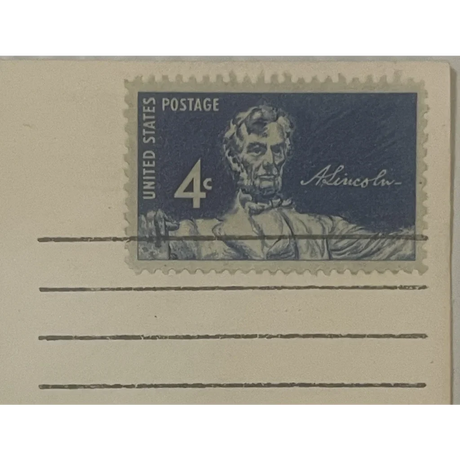 UNITED STATES POSTAGE
4c
A. Lincoln